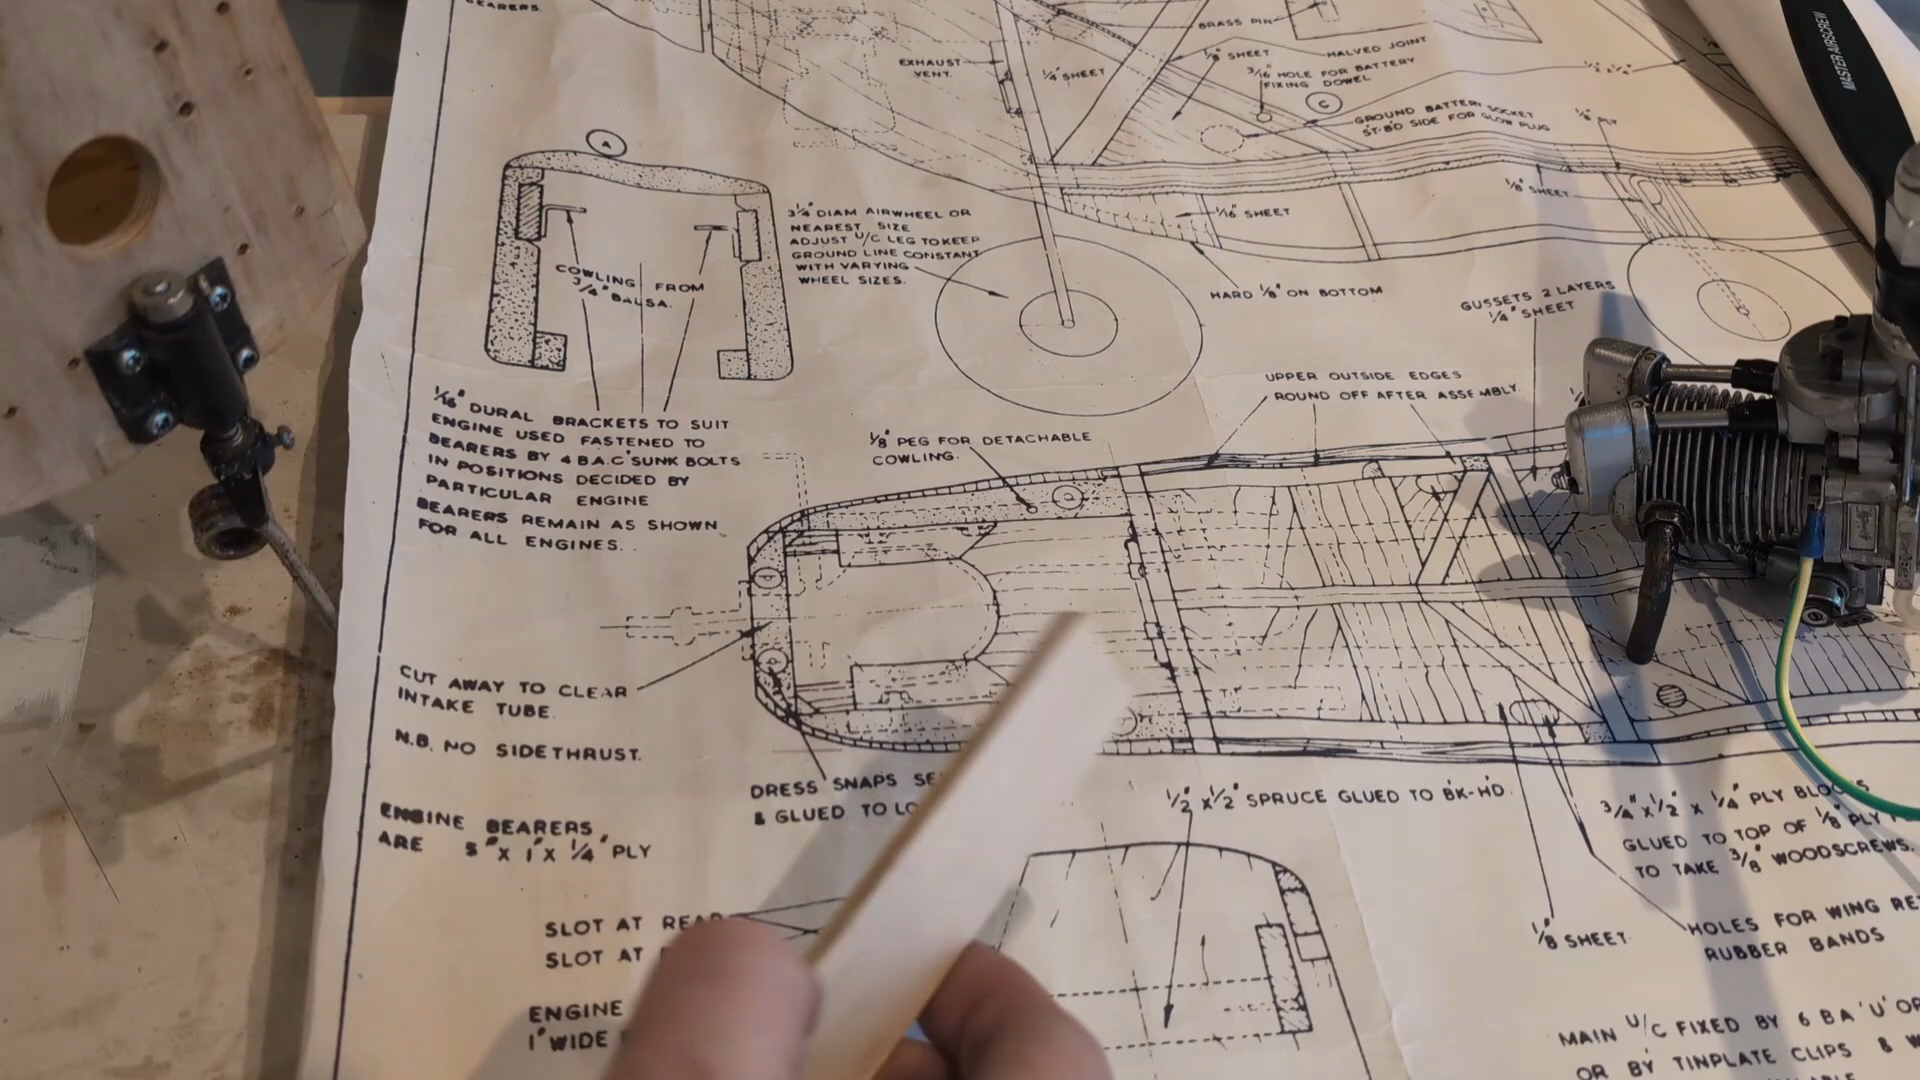 BEARERS.
BRASS PIN
EXHAUST
VENT.
1/4" SHEET
1/8" SHEET
HALVED JOINT
3/16" HOLE FOR BATTERY
FIXING DOWEL
C
GROUND BATTERY SOCKET
ST-B'D SIDE FOR GLOW PLUG
1/8" PLY
MASTER AIRSCREW
A
COWLING FROM
3/4" BALSA.
3 1/4" DIAM AIRWHEEL OR
NEAREST SIZE
ADJUST U/C LEG TO KEEP
GROUND LINE CONSTANT
WITH VARYING
WHEEL SIZES.
1/16" SHEET
1/8" SHEET
HARD 1/8" ON BOTTOM
GUSSETS 2 LAYERS
1/4" SHEET
UPPER OUTSIDE EDGES
ROUND OFF AFTER ASSEMBLY.
1/16" DURAL BRACKETS TO SUIT
ENGINE USED FASTENED TO
BEARERS BY 4 B.A.C'SUNK BOLTS
IN POSITIONS DECIDED BY
PARTICULAR ENGINE
BEARERS REMAIN AS SHOWN
FOR ALL ENGINES.
1/8" PEG FOR DETACHABLE
COWLING.
CUT AWAY TO CLEAR
INTAKE TUBE.
N.B. NO SIDETHRUST.
DRESS SNAPS
& GLUED TO
1/2" X 1/2" SPRUCE GLUED TO BK-HD.
3/4" X 1/2" X 1/4" PLY BLOCKS
GLUED TO TOP OF 1/8" PLY
TO TAKE 3/8" WOODSCREWS.
ENGINE BEARERS,
ARE 5" X 1" X 1/4" PLY
SLOT AT REAR
SLOT AT
1/8" SHEET.
HOLES FOR WING
RUBBER BANDS
ENGINE
1" WIDE
MAIN U/C FIXED BY 6 BA 'U'
OR BY TINPLATE CLIPS &